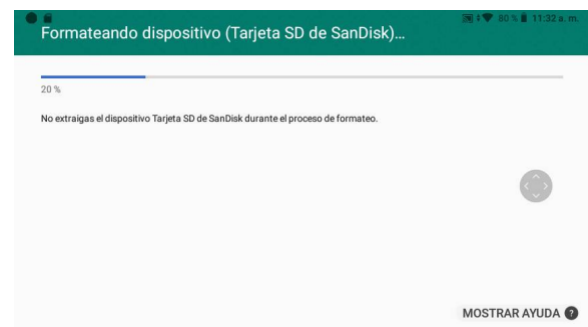 80 % 11:32 a. m.
Formateando dispositivo (Tarjeta SD de SanDisk)...
20 %
No extraigas el dispositivo Tarjeta SD de SanDisk durante el proceso de formateo.
MOSTRAR AYUDA ?